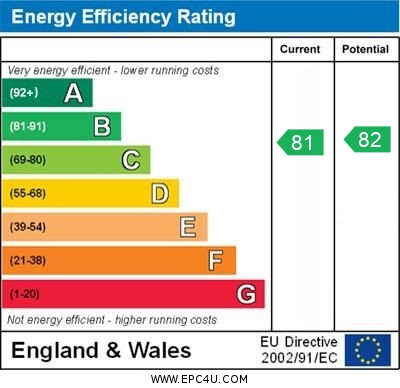 Energy Efficiency Rating
Current Potential
Very energy efficient - lower running costs
(92+) A
(81-91) B
(69-80) C
(55-68) D
(39-54) E
(21-38) F
(1-20) G
81 82
Not energy efficient - higher running costs
England & Wales
EU Directive
2002/91/EC
WWW.EPC4U.COM